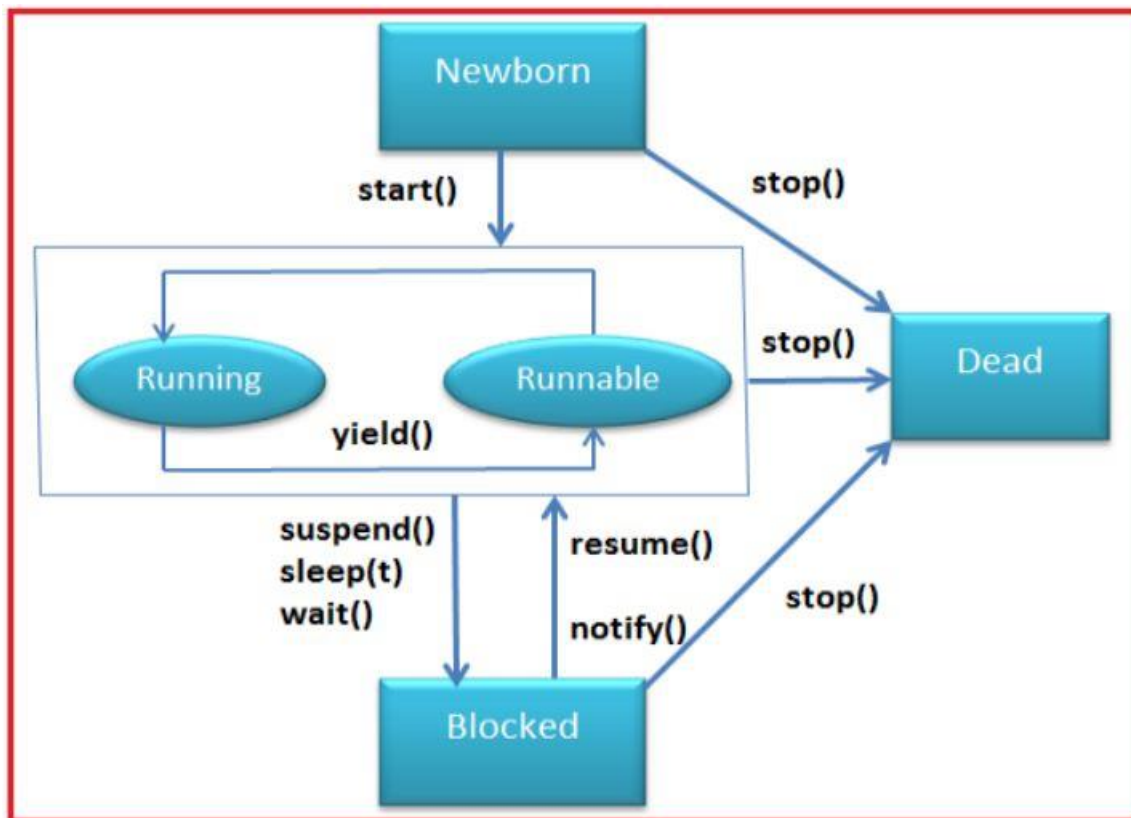 Newborn
start()
stop()
Running
Runnable
yield()
stop()
Dead
suspend()
sleep(t)
wait()
resume()
notify()
stop()
Blocked